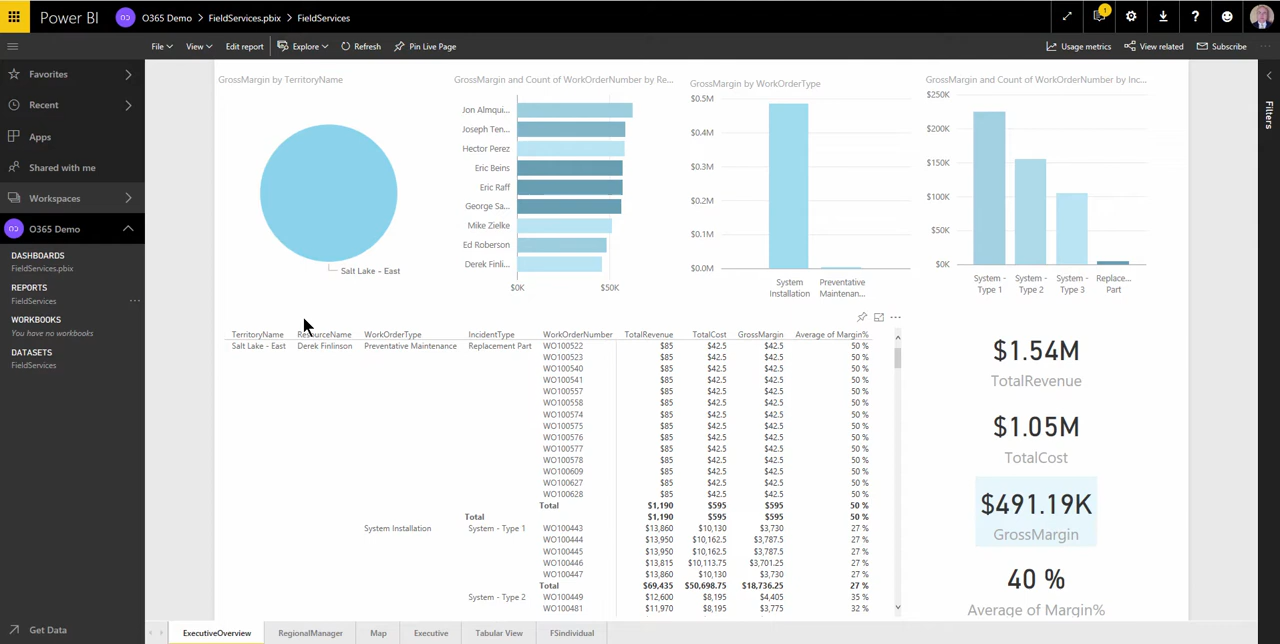 Power BI
O365 Demo > FieldServices.pbix > FieldServices
1
File View Edit report Explore Refresh Pin Live Page
Usage metrics View related Subscribe
Favorites
Recent
Apps
Shared with me
Workspaces
O365 Demo
DASHBOARDS
FieldServices.pbix
REPORTS
FieldServices
WORKBOOKS
You have no workbooks
DATASETS
FieldServices
Get Data
GrossMargin by TerritoryName
Salt Lake - East
GrossMargin and Count of WorkOrderNumber by Re...
Jon Almqui...
Joseph Ten...
Hector Perez
Eric Beins
Eric Raff
George Sa...
Mike Zielke
Ed Roberson
Derek Finli...
$0K $50K
GrossMargin by WorkOrderType
$0.5M
$0.4M
$0.3M
$0.2M
$0.1M
$0.0M
System Preventative
Installation Maintenan...
GrossMargin and Count of WorkOrderNumber by Inc...
$250K
$200K
$150K
$100K
$50K
$0K
System - System - System - Replace...
Type 1 Type 2 Type 3 Part
Filters
TerritoryName ResourceName WorkOrderType IncidentType WorkOrderNumber TotalRevenue TotalCost GrossMargin Average of Margin%
Salt Lake - East Derek Finlinson Preventative Maintenance Replacement Part WO100522 $85 $42.5 $42.5 50 %
WO100523 $85 $42.5 $42.5 50 %
WO100540 $85 $42.5 $42.5 50 %
WO100541 $85 $42.5 $42.5 50 %
WO100557 $85 $42.5 $42.5 50 %
WO100558 $85 $42.5 $42.5 50 %
WO100574 $85 $42.5 $42.5 50 %
WO100575 $85 $42.5 $42.5 50 %
WO100576 $85 $42.5 $42.5 50 %
WO100577 $85 $42.5 $42.5 50 %
WO100578 $85 $42.5 $42.5 50 %
WO100609 $85 $42.5 $42.5 50 %
WO100627 $85 $42.5 $42.5 50 %
WO100628 $85 $42.5 $42.5 50 %
Total $1,190 $595 $595 50 %
Total $1,190 $595 $595 50 %
System Installation System - Type 1 WO100443 $13,860 $10,130 $3,730 27 %
WO100444 $13,950 $10,162.5 $3,787.5 27 %
WO100445 $13,950 $10,162.5 $3,787.5 27 %
WO100446 $13,815 $10,113.75 $3,701.25 27 %
WO100447 $13,860 $10,130 $3,730 27 %
Total $69,435 $50,698.75 $18,736.25 27 %
System - Type 2 WO100449 $12,600 $8,195 $4,405 35 %
WO100481 $11,970 $8,195 $3,775 32 %
$1.54M
TotalRevenue
$1.05M
TotalCost
$491.19K
GrossMargin
40 %
Average of Margin%
ExecutiveOverview RegionalManager Map Executive Tabular View FSIndividual